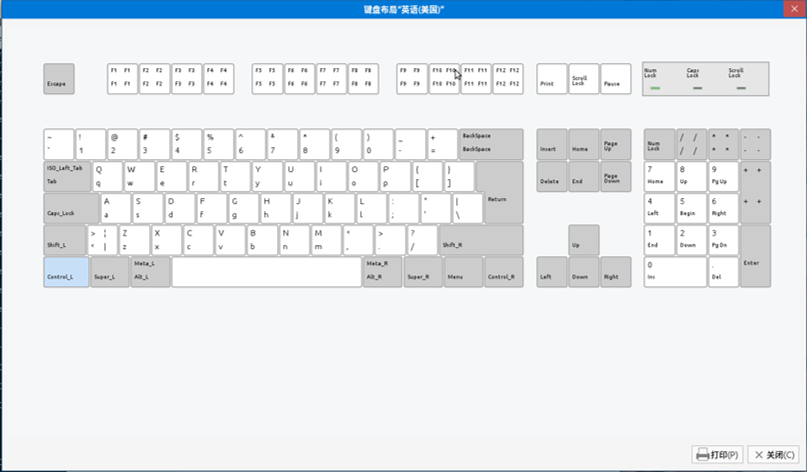 键盘布局"英语(美国)"
F1 F1 F2 F2 F3 F3 F4 F4 F5 F5 F6 F6 F7 F7 F8 F8 F9 F9 F10 F10 F11 F11 F12 F12
Escape F1 F1 F2 F2 F3 F3 F4 F4 F5 F5 F6 F6 F7 F7 F8 F8 F9 F9 F10 F10 F11 F11 F12 F12 Print Scroll Lock Pause Num Lock Caps Lock Scroll Lock
~ ! @ # $ % ^ & * ( ) _ + BackSpace
` 1 2 3 4 5 6 7 8 9 0 - = BackSpace Insert Home Page Up Num Lock / / / / * * * * - - - -
ISO_Left_Tab Q W E R T Y U I O P { }
Tab q w e r t y u i o p [ ] Delete End Page Down 7 Home 8 Up 9 Pg Up + +
A S D F G H J K L : " | Return
Caps_Lock a s d f g h j k l ; ' \ 4 Left 5 Begin 6 Right + +
> ¦ Z X C V B N M * > ?
Shift_L < | z x c v b n m , . / Shift_R Up 1 End 2 Down 3 Pg Dn
Meta_L Meta_R
Control_L Super_L Alt_L Alt_R Super_R Menu Control_R Left Down Right 0 Ins . Del Enter
打印(P) 关闭(C)